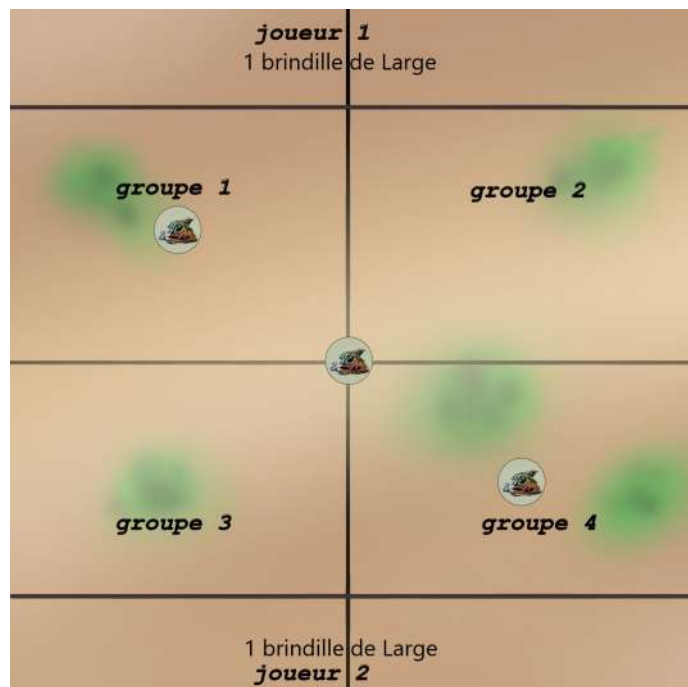 joueur 1
1 brindille de Large
groupe 1
groupe 2
groupe 3
groupe 4
1 brindille de Large
joueur 2